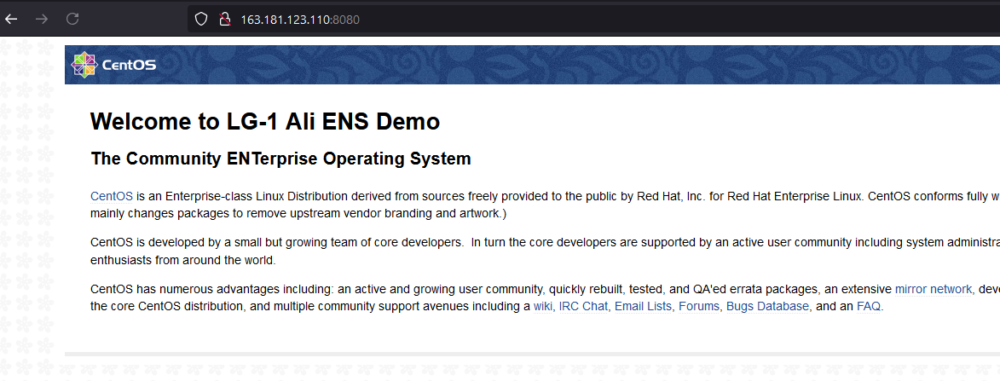 163.181.123.110:8080
CentOS
Welcome to LG-1 Ali ENS Demo
The Community ENTerprise Operating System
CentOS is an Enterprise-class Linux Distribution derived from sources freely provided to the public by Red Hat, Inc. for Red Hat Enterprise Linux. CentOS conforms fully
mainly changes packages to remove upstream vendor branding and artwork.)
CentOS is developed by a small but growing team of core developers.  In turn the core developers are supported by an active user community including system
enthusiasts from around the world.
CentOS has numerous advantages including: an active and growing user community, quickly rebuilt, tested, and QA'ed errata packages, an extensive mirror network,
the core CentOS distribution, and multiple community support avenues including a wiki, IRC Chat, Email Lists, Forums, Bugs Database, and an FAQ.